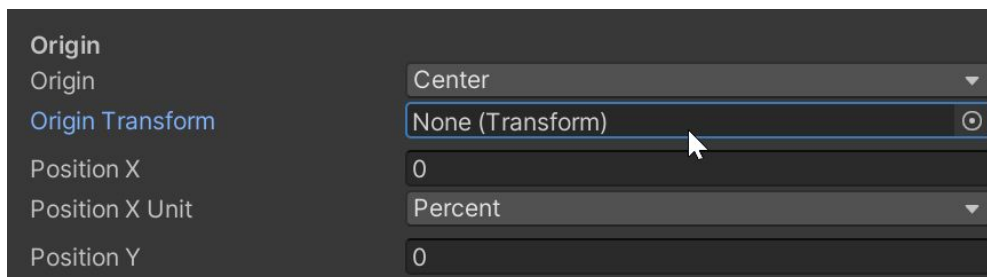 Origin
Origin Center
Origin Transform None (Transform)
Position X 0
Position X Unit Percent
Position Y 0